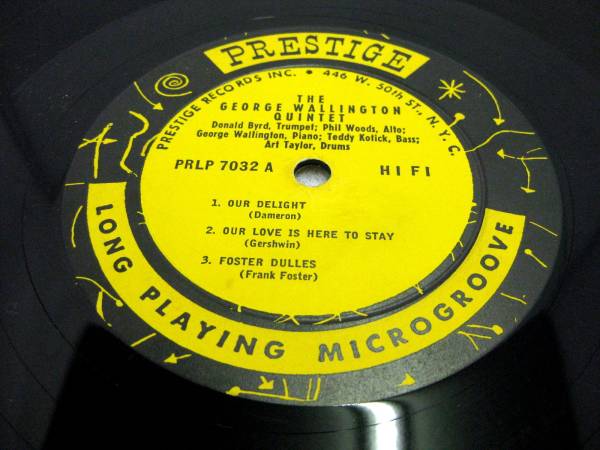 PRESTIGE
PRESTIGE RECORDS INC. • 446 W. 50th ST., N.Y.C.
THE
GEORGE WALLINGTON
QUINTET
Donald Byrd, Trumpet; Phil Woods, Alto;
George Wallington, Piano; Teddy Kotick, Bass;
Art Taylor, Drums
PRLP 7032 A HI FI
1. OUR DELIGHT
(Dameron)
2. OUR LOVE IS HERE TO STAY
(Gershwin)
3. FOSTER DULLES
(Frank Foster)
LONG PLAYING MICROGROOVE